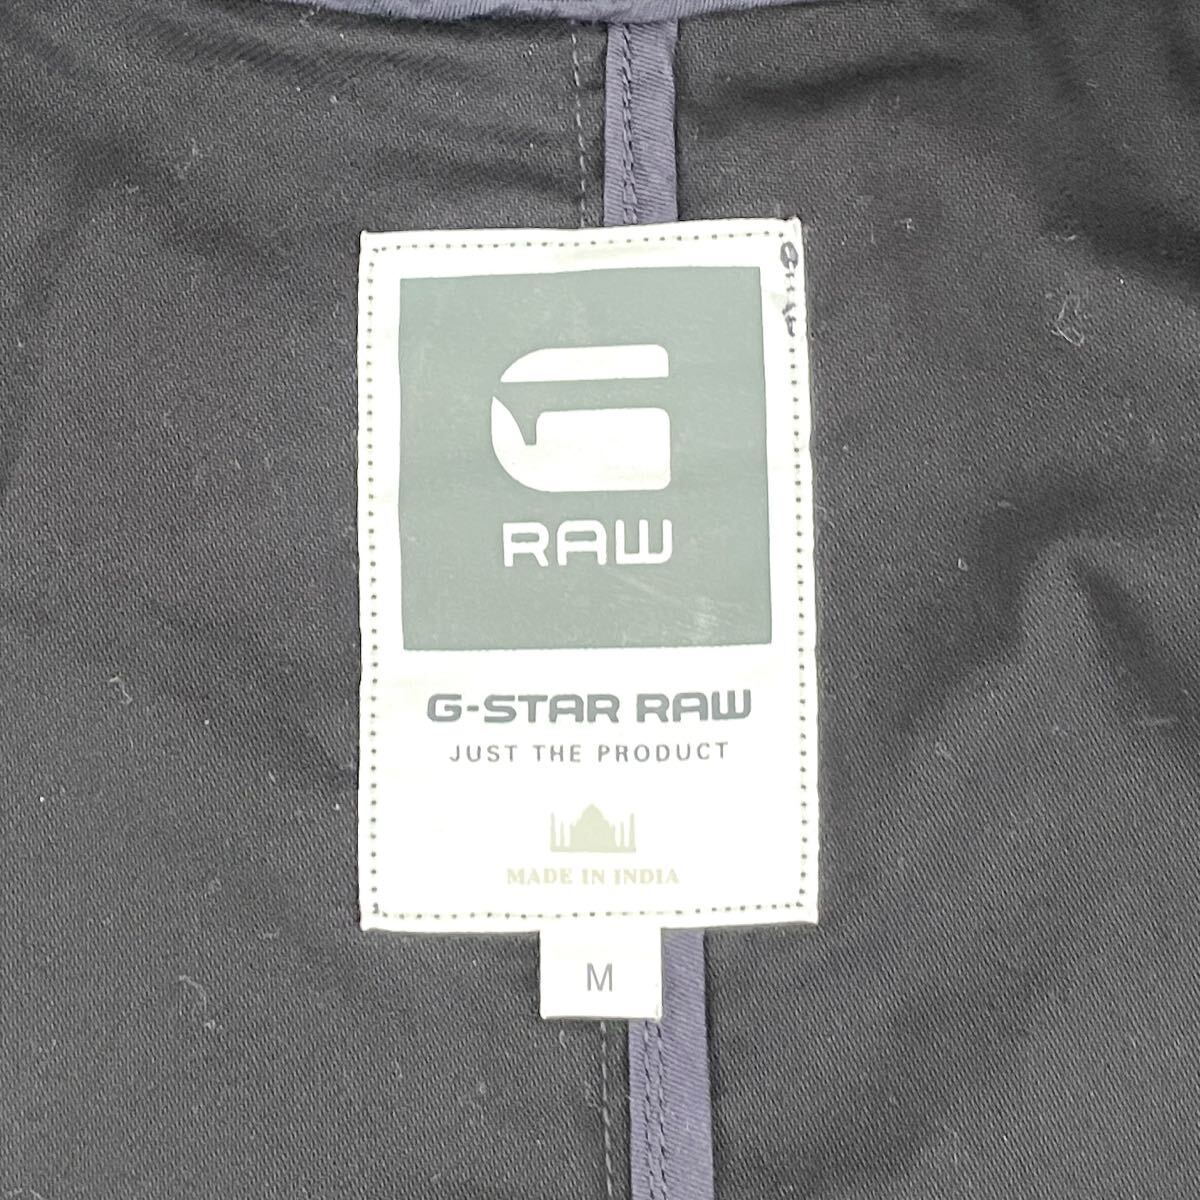 RAW
G-STAR RAW
JUST THE PRODUCT
MADE IN INDIA
M